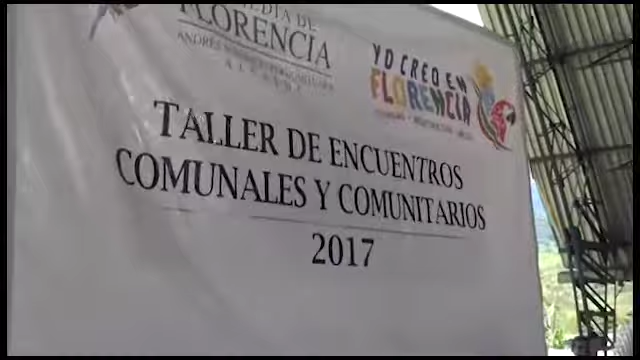 FLORENCIA
YO CREO EN
FLORENCIA
TALLER DE ENCUENTROS
COMUNALES Y COMUNITARIOS
2017